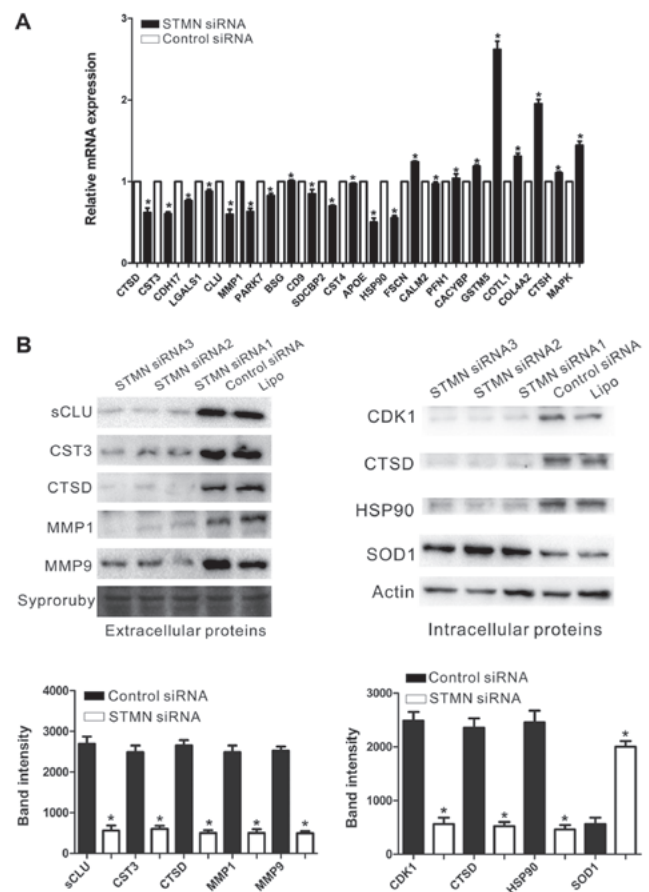 A
STMN siRNA
Control siRNA
Relative mRNA expression
3
2
1
0
CTSD
CST3
CDH17
LGALS1
CLU
MMP1
PARK7
BSG
CD9
SDCBP2
CST4
APOE
HSP90
FSCN
CALM2
PFN1
CACYBP
GSTM5
COTL1
COL4A2
CTSH
MAPK
* * * * * * * * * * * * * * * * * * * * * *
B
STMN siRNA3
STMN siRNA2
STMN siRNA1
Control siRNA
Lipo
sCLU
CST3
CTSD
MMP1
MMP9
Syproruby
Extracellular proteins
STMN siRNA3
STMN siRNA2
STMN siRNA1
Control siRNA
Lipo
CDK1
CTSD
HSP90
SOD1
Actin
Intracellular proteins
Control siRNA
STMN siRNA
Band intensity
4000
3000
2000
1000
0
* * * * *
sCLU
CST3
CTSD
MMP1
MMP9
Control siRNA
STMN siRNA
Band intensity
3000
2000
1000
0
* * * *
CDK1
CTSD
HSP90
SOD1